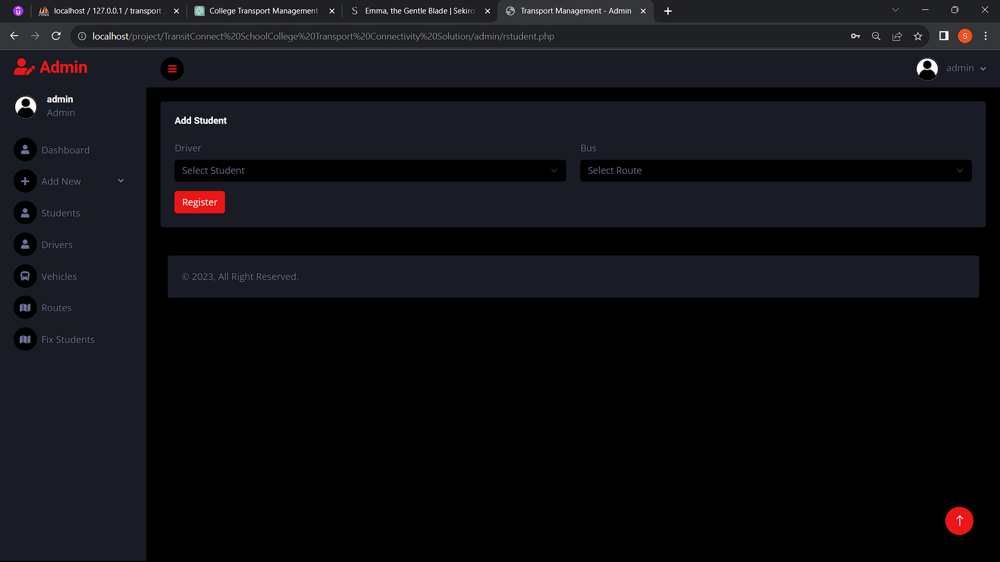 localhost / 127.0.0.1 / transport /
College Transport Management
Emma, the Gentle Blade | Sekiro
Transport Management - Admin
localhost/project/TransitConnect%20SchoolCollege%20Transport%20Connectivity%20Solution/admin/rstudent.php
S
Admin
admin
admin
Admin
Dashboard
Add New
Students
Drivers
Vehicles
Routes
Fix Students
Add Student
Driver
Bus
Select Student
Select Route
Register
© 2023, All Right Reserved.